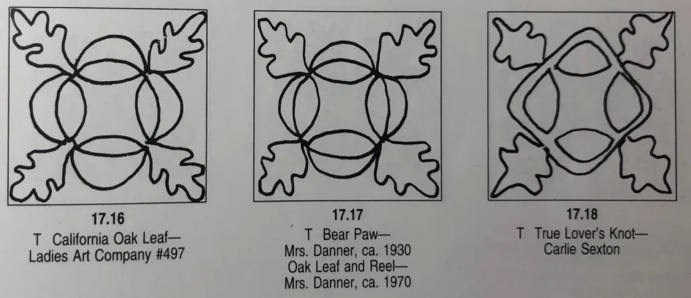 17.16
T California Oak Leaf—
Ladies Art Company #497
17.17
T Bear Paw—
Mrs. Danner, ca. 1930
Oak Leaf and Reel—
Mrs. Danner, ca. 1970
17.18
T True Lover's Knot—
Carlie Sexton